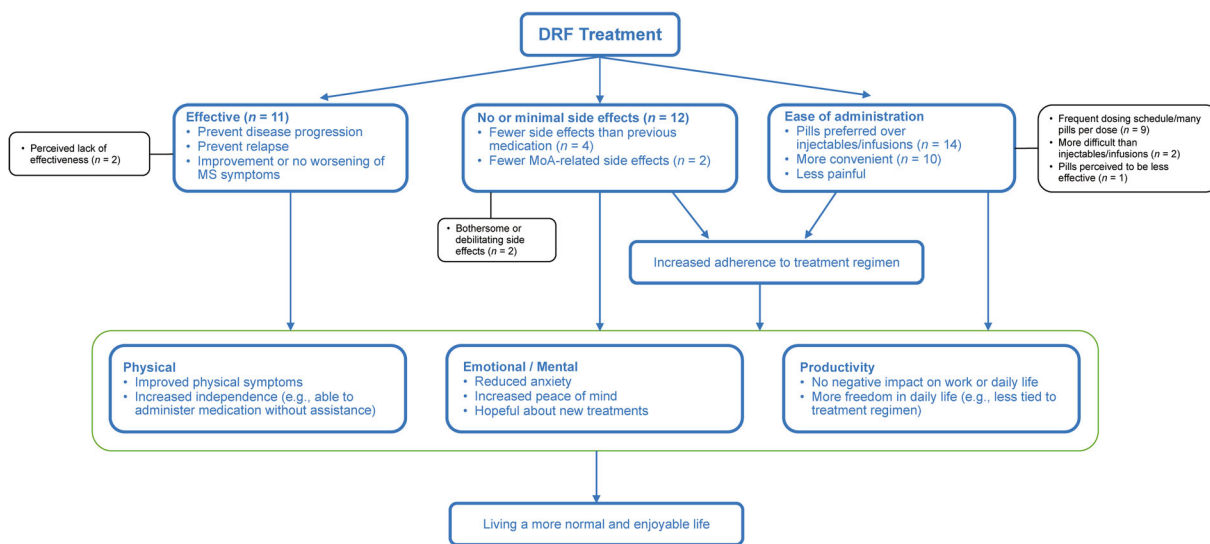 DRF Treatment
Effective (n = 11)
• Prevent disease progression
• Prevent relapse
• Improvement or no worsening of
MS symptoms
• Perceived lack of
effectiveness (n = 2)
No or minimal side effects (n = 12)
• Fewer side effects than previous
medication (n = 4)
• Fewer MoA-related side effects (n = 2)
• Bothersome or
debilitating side
effects (n = 2)
Ease of administration
• Pills preferred over
injectables/infusions (n = 14)
• More convenient (n = 10)
• Less painful
• Frequent dosing schedule/many
pills per dose (n = 9)
• More difficult than
injectables/infusions (n = 2)
• Pills perceived to be less
effective (n = 1)
Increased adherence to treatment regimen
Physical
• Improved physical symptoms
• Increased independence (e.g., able to
administer medication without assistance)
Emotional / Mental
• Reduced anxiety
• Increased peace of mind
• Hopeful about new treatments
Productivity
• No negative impact on work or daily life
• More freedom in daily life (e.g., less tied to
treatment regimen)
Living a more normal and enjoyable life